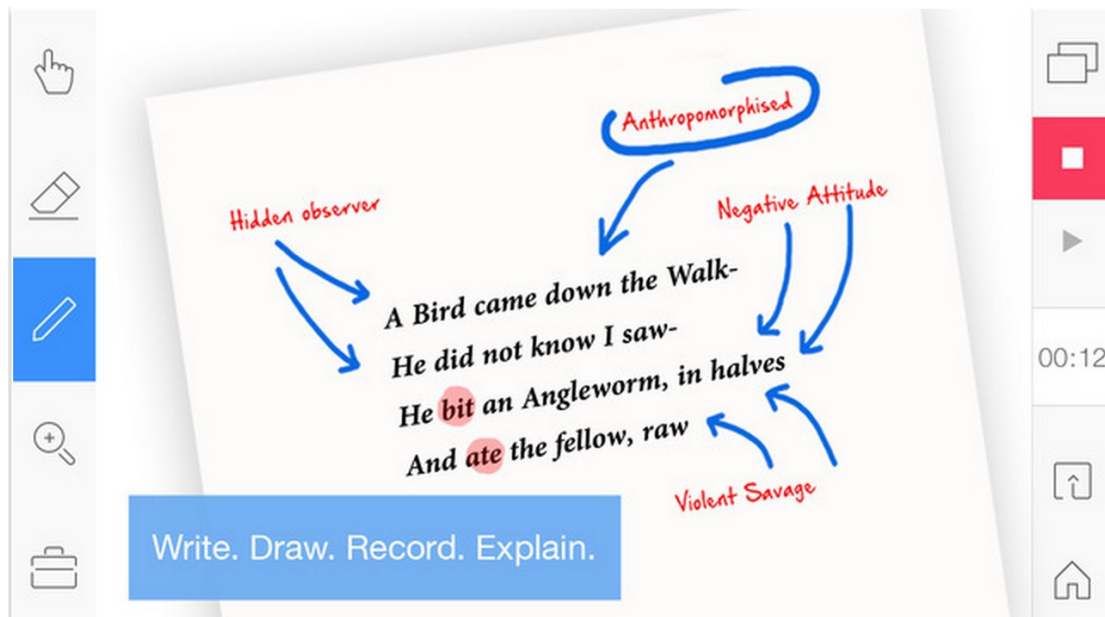 Anthropomorphised
Hidden observer
Negative Attitude
A Bird came down the Walk-
He did not know I saw-
He bit an Angleworm, in halves
And ate the fellow, raw
Violent Savage
Write. Draw. Record. Explain.
00:12